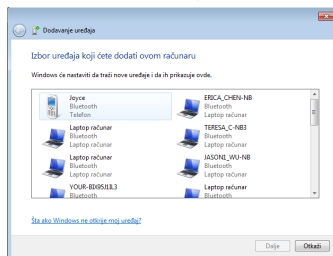 Dodavanje uređaja
Izbor uređaja koji ćete dodati ovom računaru
Windows će nastaviti da traži nove uređaje i da ih prikazuje ovde.
Joyce
Bluetooth
Telefon
ERICA_CHEN-NB
Bluetooth
Laptop računar
Laptop računar
Bluetooth
Laptop računar
TERESA_C-NB3
Bluetooth
Laptop računar
Laptop računar
Bluetooth
Laptop računar
JASON1_WU-NB
Bluetooth
Laptop računar
Laptop računar
Bluetooth
Šta ako Windows ne otkrije moj uređaj?
Dalje
Otkaži